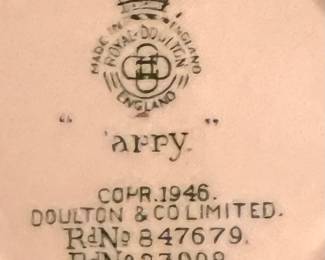 MADE IN ENGLAND
ROYAL·DOULTON
ENGLAND
" 'arry. "
COPR.1946.
DOULTON & CO LIMITED.
RdNo 847679.